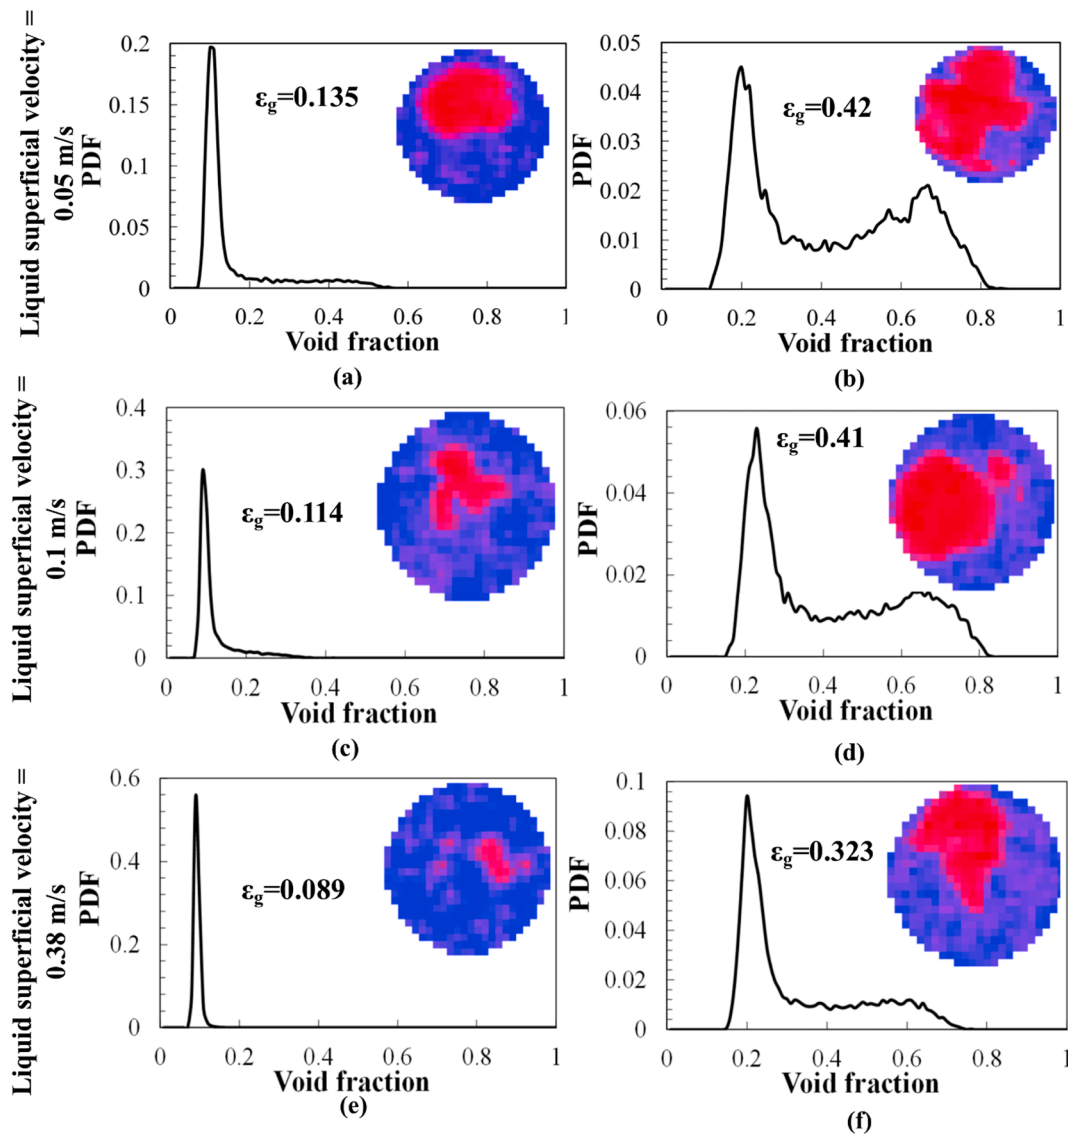 Liquid superficial velocity =
0.05 m/s
PDF
0.2
0.15
0.1
0.05
0
εg=0.135
0 0.2 0.4 0.6 0.8 1
Void fraction
(a)
PDF
0.05
0.04
0.03
0.02
0.01
0
εg=0.42
0 0.2 0.4 0.6 0.8 1
Void fraction
(b)
Liquid superficial velocity =
0.1 m/s
PDF
0.4
0.3
0.2
0.1
0
εg=0.114
0 0.2 0.4 0.6 0.8 1
Void fraction
(c)
PDF
0.06
0.04
0.02
0
εg=0.41
0 0.2 0.4 0.6 0.8 1
Void fraction
(d)
Liquid superficial velocity =
0.38 m/s
PDF
0.6
0.4
0.2
0
εg=0.089
0 0.2 0.4 0.6 0.8 1
Void fraction
(e)
PDF
0.1
0.08
0.06
0.04
0.02
0
εg=0.323
0 0.2 0.4 0.6 0.8 1
Void fraction
(f)